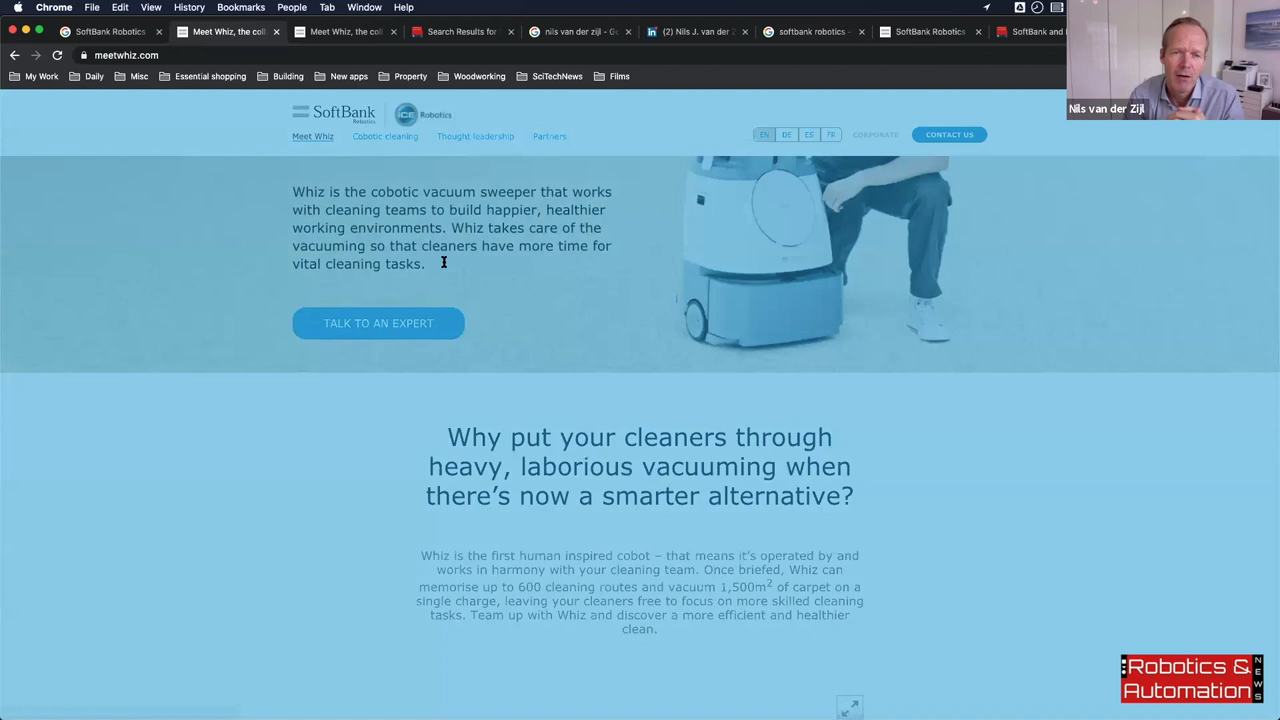 Chrome File Edit View History Bookmarks People Tab Window Help
SoftBank Robotics Meet Whiz, the col Meet Whiz, the col Search Results for nils van der zijl - G (2) Nils J. van der Z softbank robotics - SoftBank Robotics SoftBank and
meetwhiz.com
My Work Daily Misc Essential shopping Building New apps Property Woodworking SciTechNews Films
Nils van der Zijl
SoftBank
Robotics
ICE Robotics
Meet Whiz Cobotic cleaning Thought leadership Partners EN DE ES FR CORPORATE CONTACT US
Whiz is the cobotic vacuum sweeper that works
with cleaning teams to build happier, healthier
working environments. Whiz takes care of the
vacuuming so that cleaners have more time for
vital cleaning tasks.
TALK TO AN EXPERT
Why put your cleaners through
heavy, laborious vacuuming when
there's now a smarter alternative?
Whiz is the first human inspired cobot – that means it's operated by and
works in harmony with your cleaning team. Once briefed, Whiz can
memorise up to 600 cleaning routes and vacuum 1,500m² of carpet on a
single charge, leaving your cleaners free to focus on more skilled cleaning
tasks. Team up with Whiz and discover a more efficient and healthier
clean.
Robotics &
Automation
NEWS